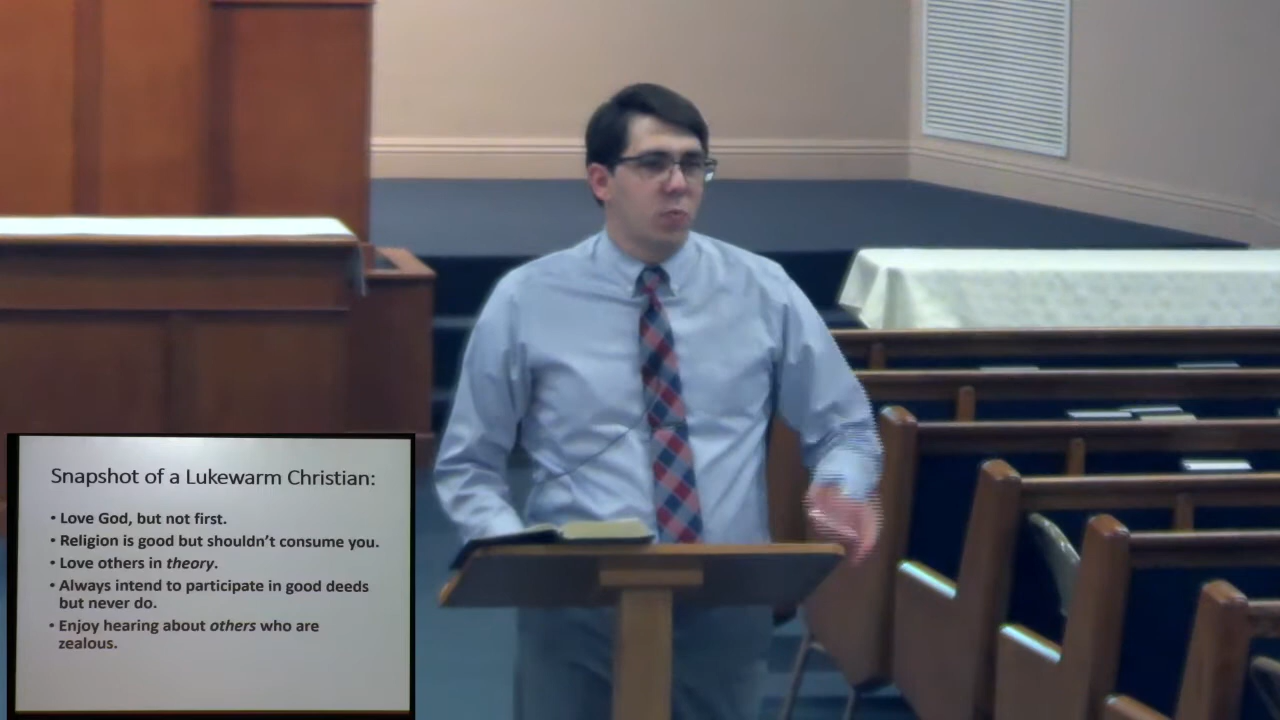 Snapshot of a Lukewarm Christian:
• Love God, but not first.
• Religion is good but shouldn't consume you.
• Love others in theory.
• Always intend to participate in good deeds
but never do.
• Enjoy hearing about others who are
zealous.